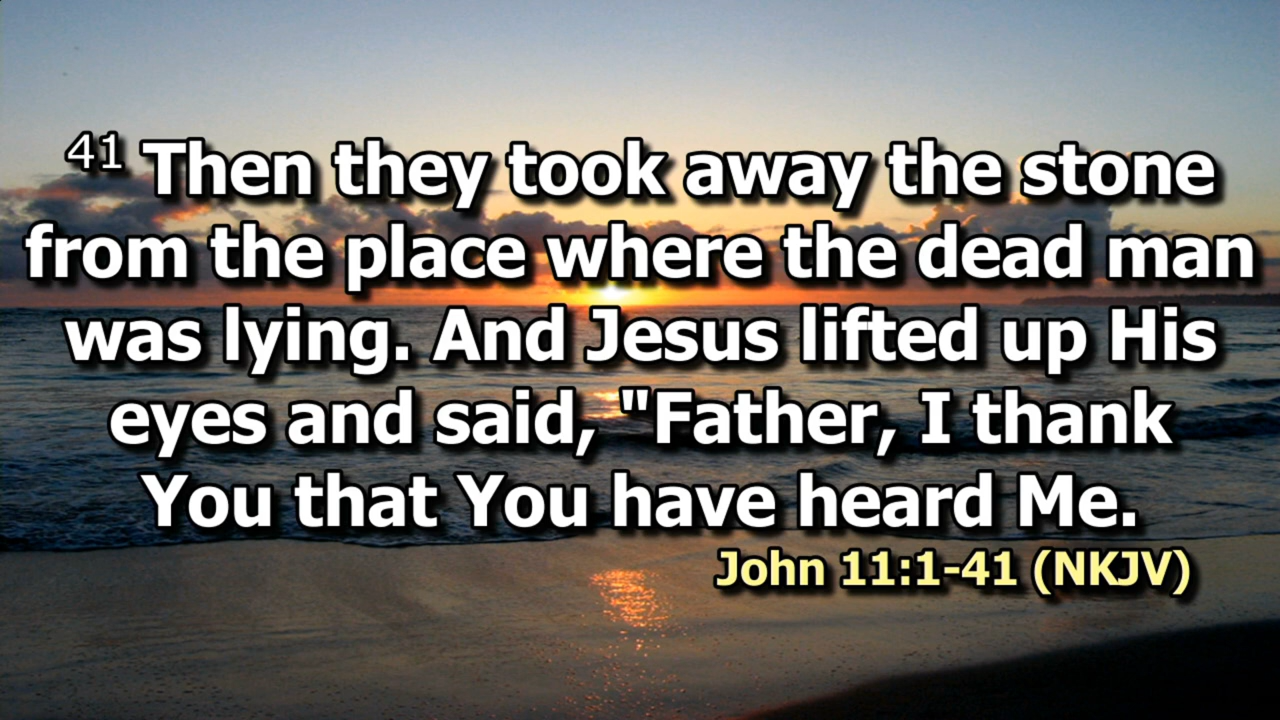 41 Then they took away the stone
from the place where the dead man
was lying. And Jesus lifted up His
eyes and said, "Father, I thank
You that You have heard Me.
John 11:1-41 (NKJV)